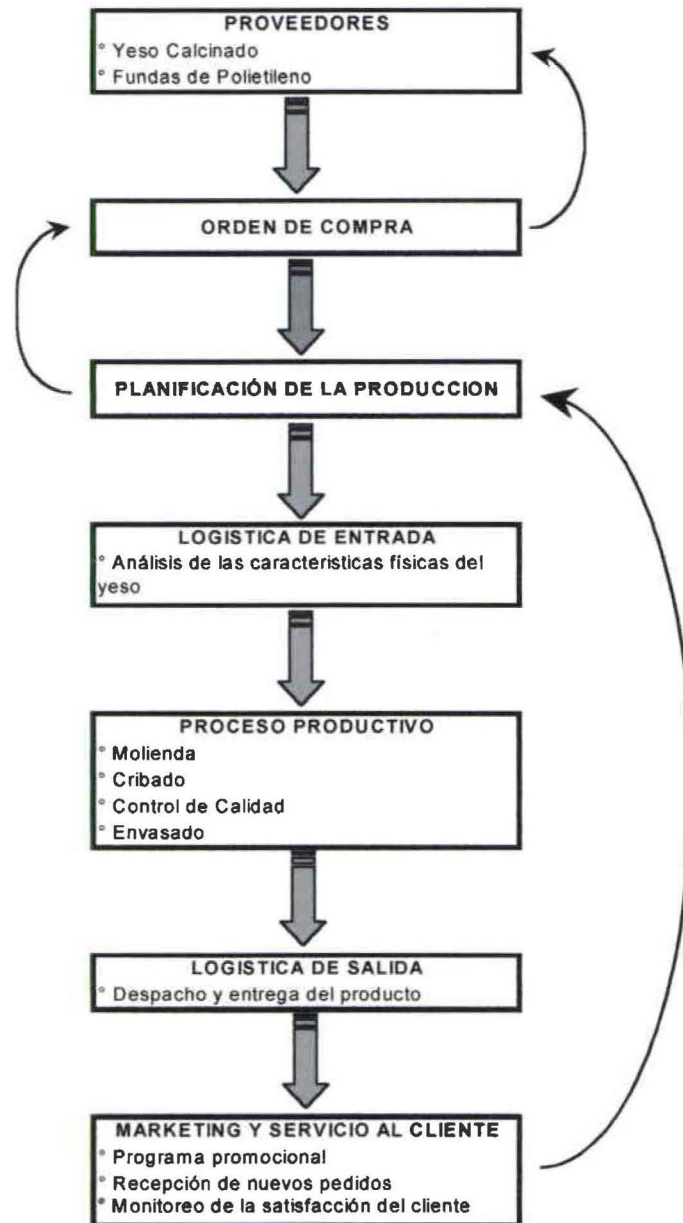 PROVEEDORES
° Yeso Calcinado
° Fundas de Polietileno
ORDEN DE COMPRA
PLANIFICACIÓN DE LA PRODUCCION
LOGISTICA DE ENTRADA
° Análisis de las caracteristicas físicas del
yeso
PROCESO PRODUCTIVO
° Molienda
° Cribado
° Control de Calidad
° Envasado
LOGISTICA DE SALIDA
° Despacho y entrega del producto
MARKETING Y SERVICIO AL CLIENTE
° Programa promocional
° Recepción de nuevos pedidos
° Monitoreo de la satisfacción del cliente